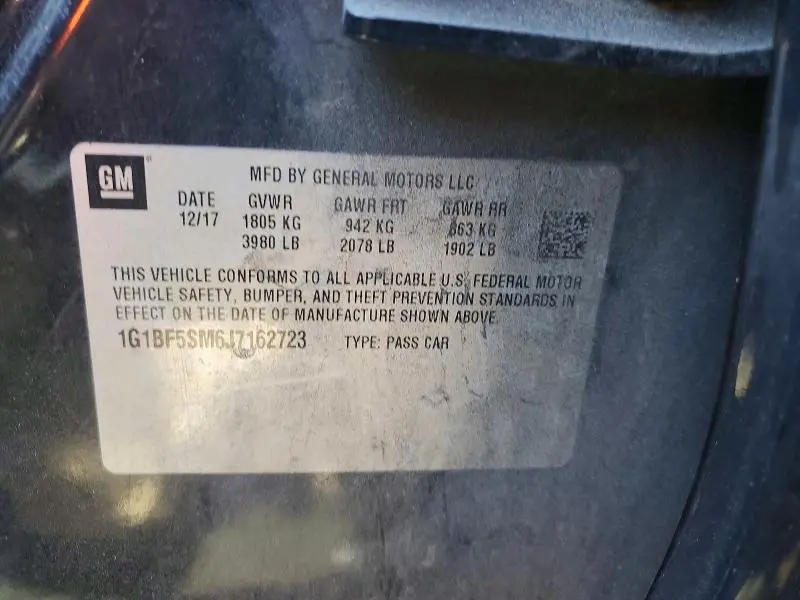 GM
MFD BY GENERAL MOTORS LLC
DATE GVWR GAWR FRT GAWR RR
12/17 1805 KG 942 KG 863 KG
3980 LB 2078 LB 1902 LB
THIS VEHICLE CONFORMS TO ALL APPLICABLE U.S. FEDERAL MOTOR
VEHICLE SAFETY, BUMPER, AND THEFT PREVENTION STANDARDS IN
EFFECT ON THE DATE OF MANUFACTURE SHOWN ABOVE.
1G1BF5SM6J7162723 TYPE: PASS CAR